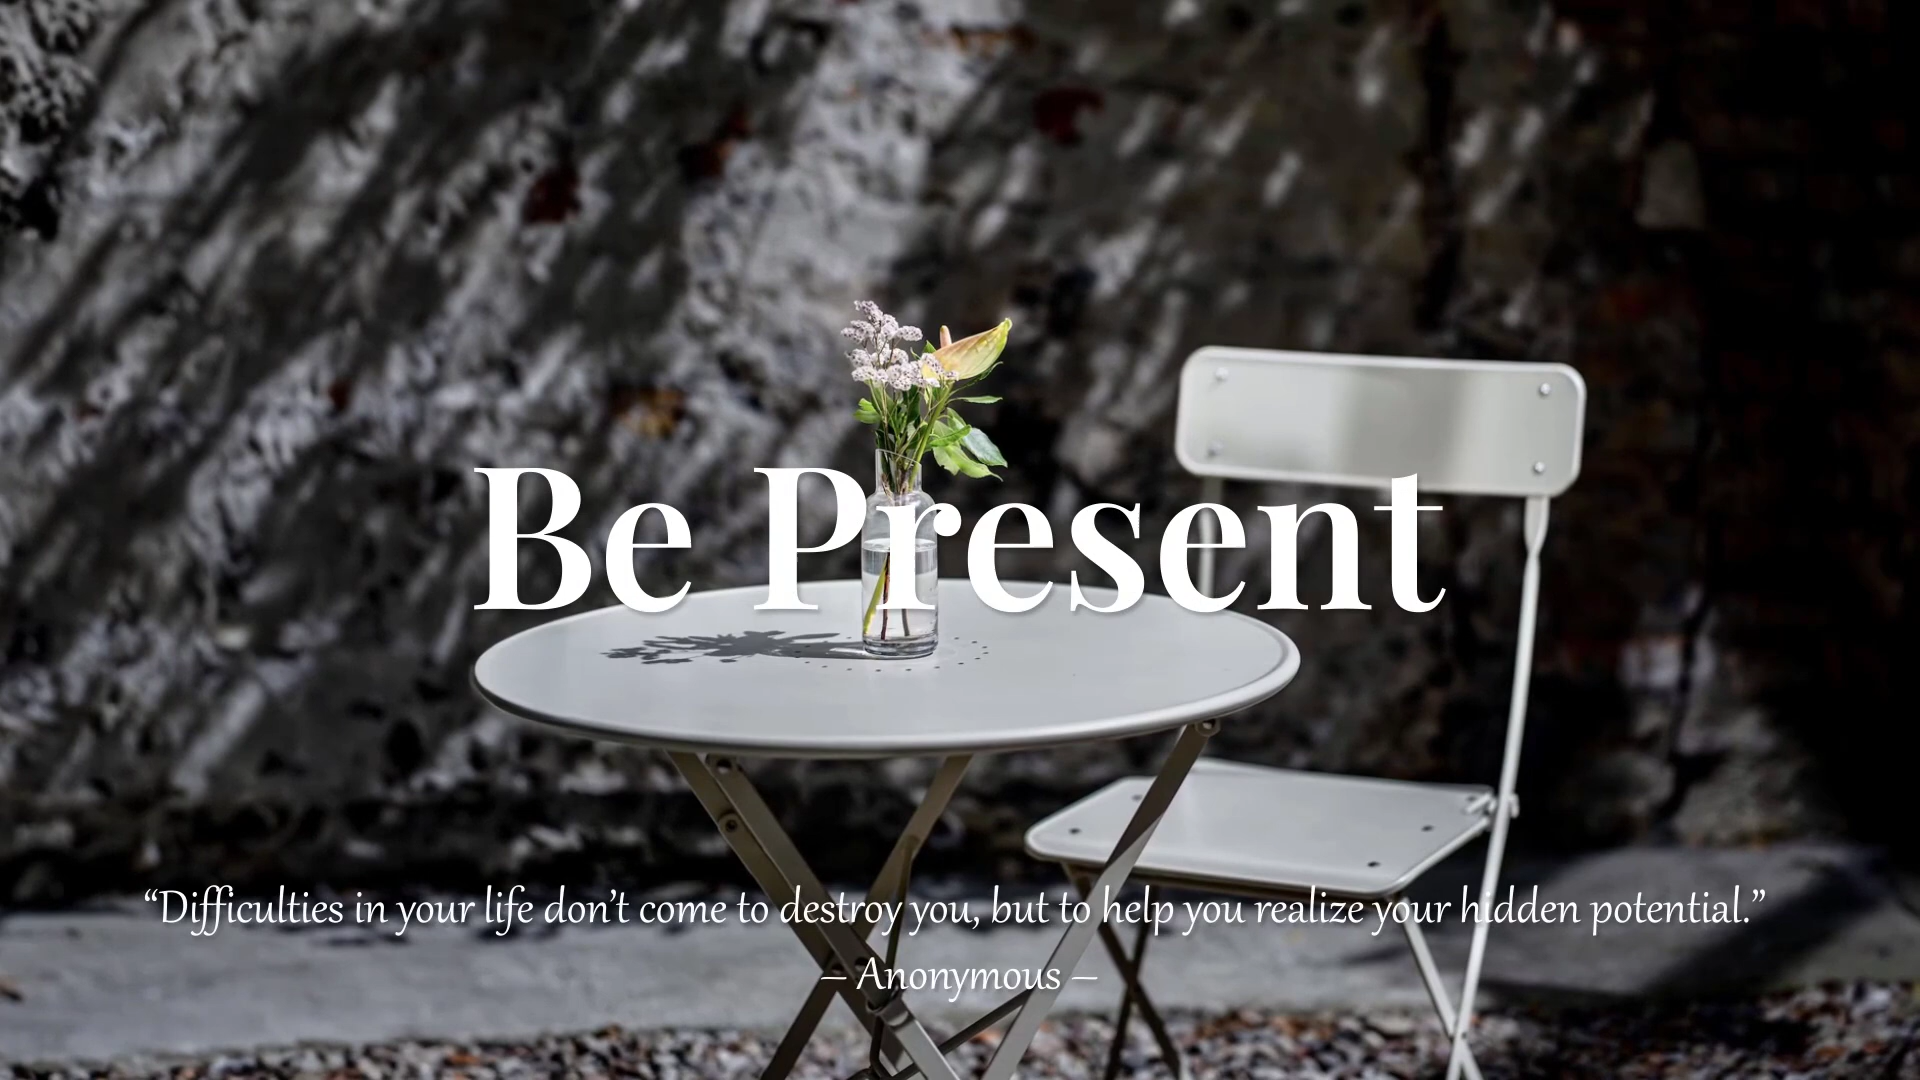 Be Present
“Difficulties in your life don’t come to destroy you, but to help you realize your hidden potential.”
– Anonymous –